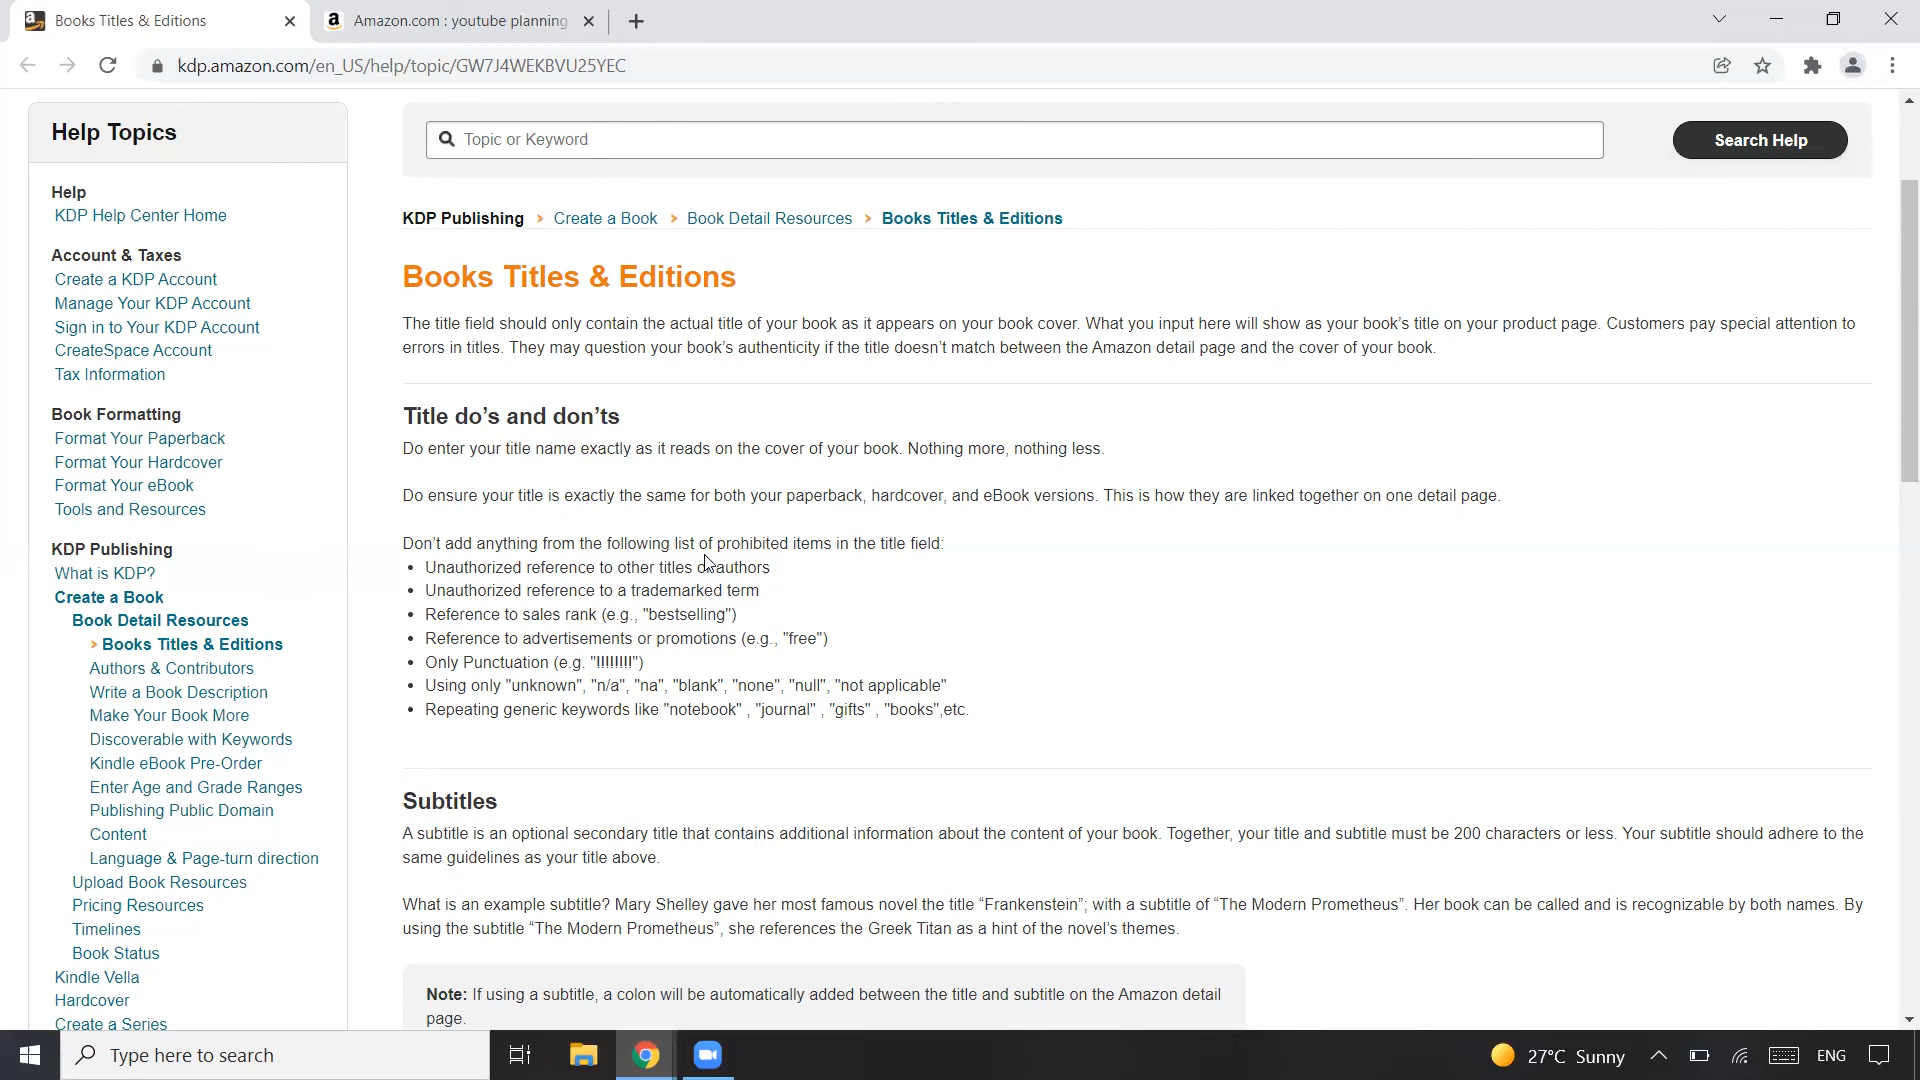 Books Titles & Editions
Amazon.com : youtube planning
kdp.amazon.com/en_US/help/topic/GW7J4WEKBVU25YEC
Help Topics
Help
KDP Help Center Home
Account & Taxes
Create a KDP Account
Manage Your KDP Account
Sign in to Your KDP Account
CreateSpace Account
Tax Information
Book Formatting
Format Your Paperback
Format Your Hardcover
Format Your eBook
Tools and Resources
KDP Publishing
What is KDP?
Create a Book
Book Detail Resources
> Books Titles & Editions
Authors & Contributors
Write a Book Description
Make Your Book More
Discoverable with Keywords
Kindle eBook Pre-Order
Enter Age and Grade Ranges
Publishing Public Domain
Content
Language & Page-turn direction
Upload Book Resources
Pricing Resources
Timelines
Book Status
Kindle Vella
Hardcover
Create a Series
Topic or Keyword
Search Help
KDP Publishing > Create a Book > Book Detail Resources > Books Titles & Editions
Books Titles & Editions
The title field should only contain the actual title of your book as it appears on your book cover. What you input here will show as your book’s title on your product page. Customers pay special attention to
errors in titles. They may question your book’s authenticity if the title doesn’t match between the Amazon detail page and the cover of your book.
Title do’s and don’ts
Do enter your title name exactly as it reads on the cover of your book. Nothing more, nothing less.
Do ensure your title is exactly the same for both your paperback, hardcover, and eBook versions. This is how they are linked together on one detail page.
Don’t add anything from the following list of prohibited items in the title field:
• Unauthorized reference to other titles or authors
• Unauthorized reference to a trademarked term
• Reference to sales rank (e.g., "bestselling")
• Reference to advertisements or promotions (e.g., "free")
• Only Punctuation (e.g. "!!!!!!!!")
• Using only "unknown", "n/a", "na", "blank", "none", "null", "not applicable"
• Repeating generic keywords like "notebook" , "journal" , "gifts" , "books",etc.
Subtitles
A subtitle is an optional secondary title that contains additional information about the content of your book. Together, your title and subtitle must be 200 characters or less. Your subtitle should adhere to the
same guidelines as your title above.
What is an example subtitle? Mary Shelley gave her most famous novel the title “Frankenstein”; with a subtitle of “The Modern Prometheus”. Her book can be called and is recognizable by both names. By
using the subtitle “The Modern Prometheus”, she references the Greek Titan as a hint of the novel’s themes.
Note: If using a subtitle, a colon will be automatically added between the title and subtitle on the Amazon detail
page.
Type here to search
27°C Sunny
ENG